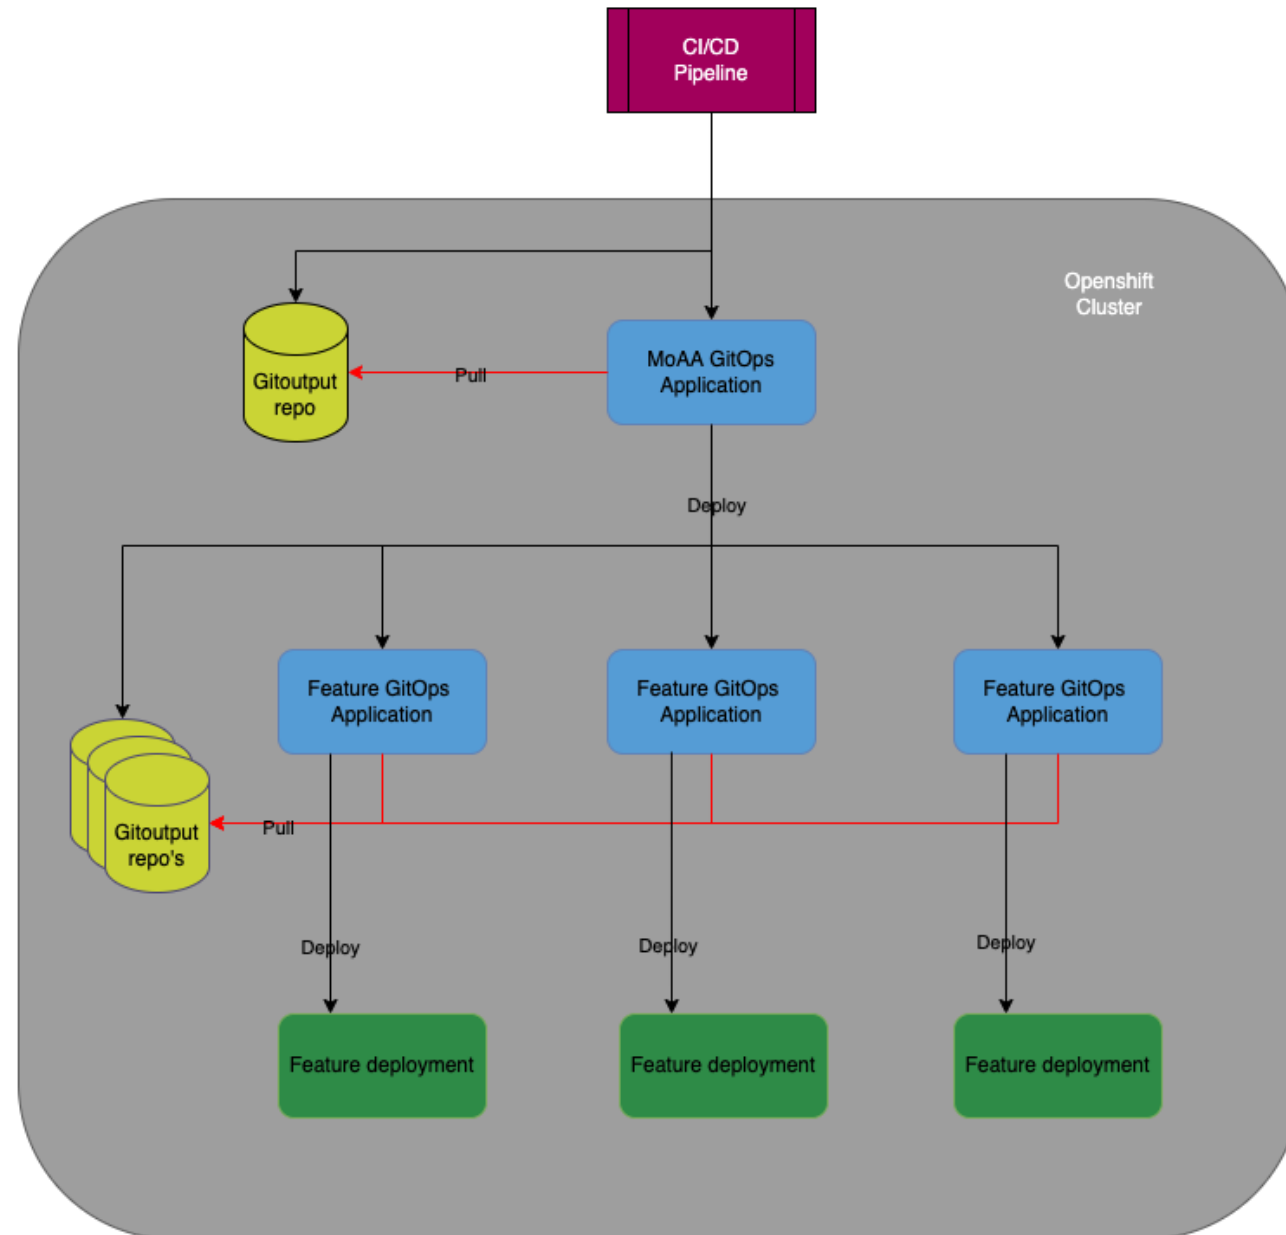 CI/CD
Pipeline
Openshift
Cluster
MoAA GitOps
Application
Gitoutput
repo
Pull
Deploy
Feature GitOps
Application
Feature GitOps
Application
Feature GitOps
Application
Gitoutput
repo's
Pull
Deploy
Deploy
Deploy
Feature deployment
Feature deployment
Feature deployment